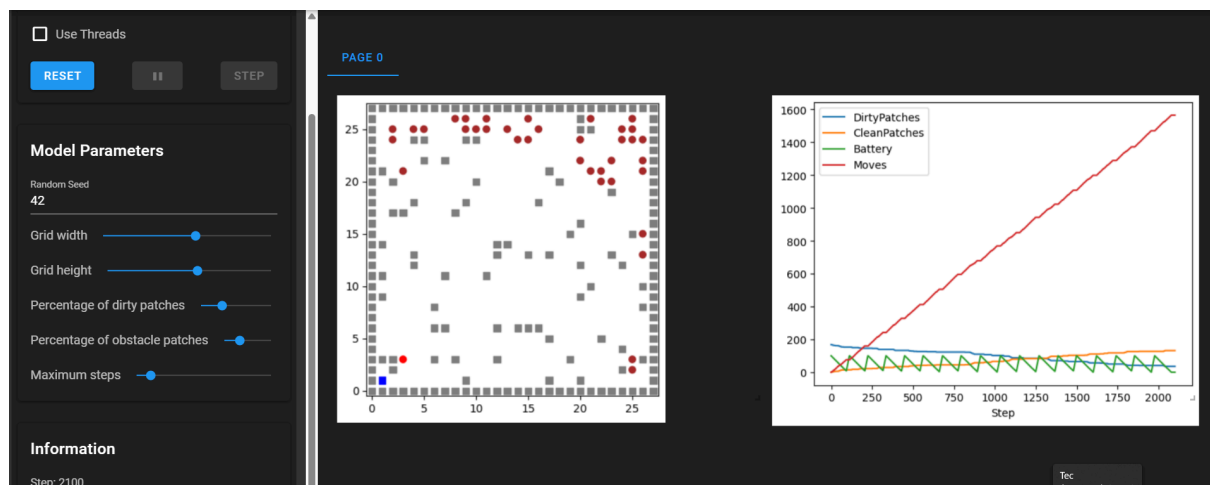 Use Threads
RESET
STEP
Model Parameters
Random Seed
42
Grid width
Grid height
Percentage of dirty patches
Percentage of obstacle patches
Maximum steps
Information
Step: 2100
PAGE 0
25
20
15
10
5
0
0 5 10 15 20 25
1600
1400
1200
1000
800
600
400
200
0
DirtyPatches
CleanPatches
Battery
Moves
0 250 500 750 1000 1250 1500 1750 2000
Step
Tec